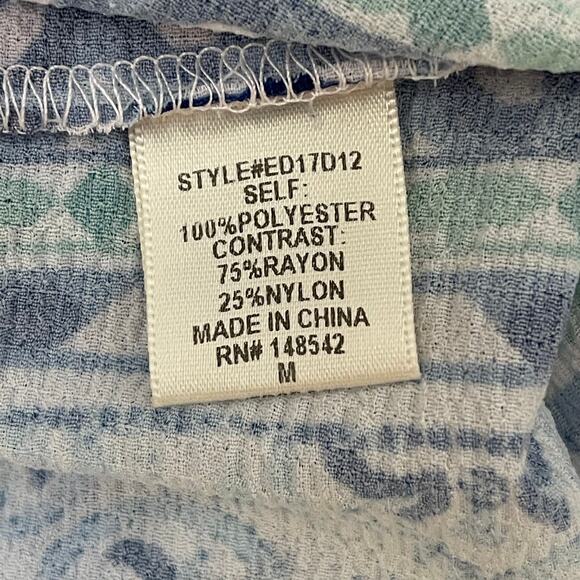 STYLE#ED17D12
SELF:
100%POLYESTER
CONTRAST:
75%RAYON
25%NYLON
MADE IN CHINA
RN# 148542
M